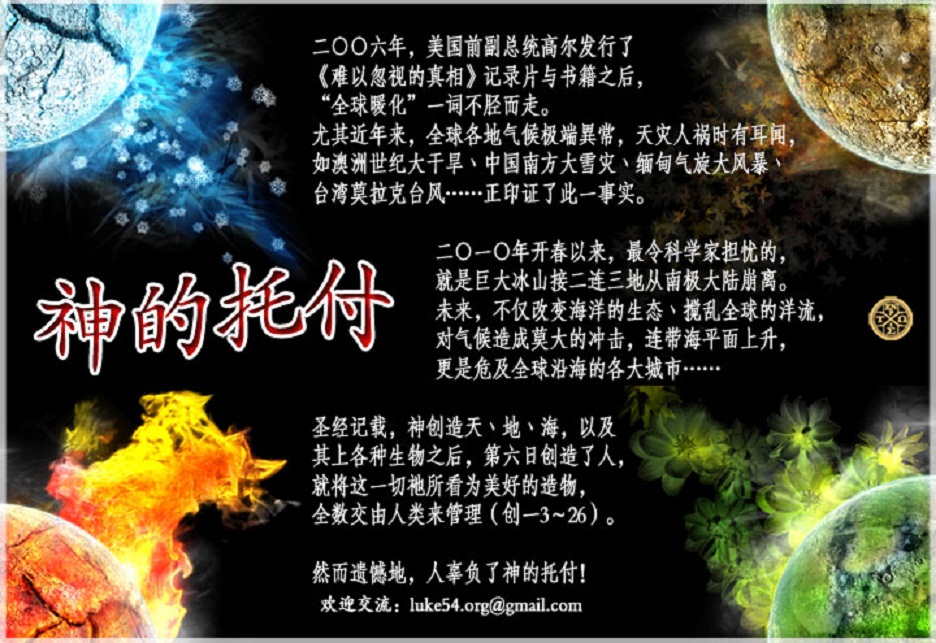 二〇〇六年，美国前副总统高尔发行了
《难以忽视的真相》记录片与书籍之后，
“全球暖化”一词不胫而走。
尤其近年来，全球各地气候极端異常，天灾人祸时有耳闻，
如澳洲世纪大干旱、中国南方大雪灾、缅甸气旋大风暴、
台湾莫拉克台风……正印证了此一事实。
二〇一〇年开春以来，最令科学家担忧的，
就是巨大冰山接二连三地从南极大陆崩离。
未来，不仅改变海洋的生态、搅乱全球的洋流，
对气候造成莫大的冲击，连带海平面上升，
更是危及全球沿海的各大城市……
神的托付
圣经记载，神创造天、地、海，以及
其上各种生物之后，第六日创造了人，
就将这一切祂所看为美好的造物，
全数交由人类来管理（创一3~26）。
然而遗憾地，人辜负了神的托付！
欢迎交流：luke54.org@gmail.com